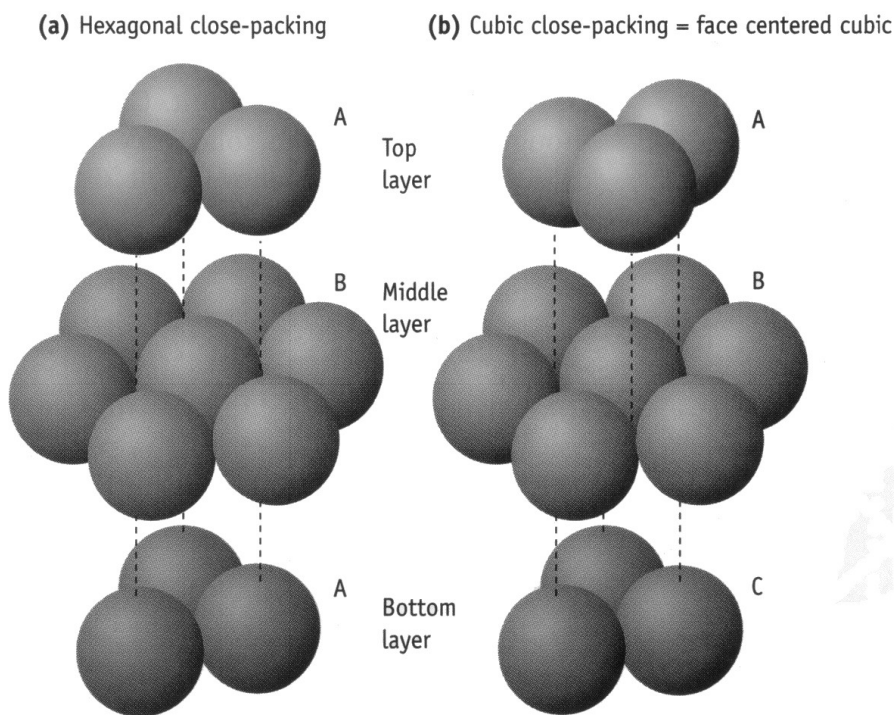 (a) Hexagonal close-packing
(b) Cubic close-packing = face centered cubic
A
Top
layer
A
B
Middle
layer
B
A
Bottom
layer
C